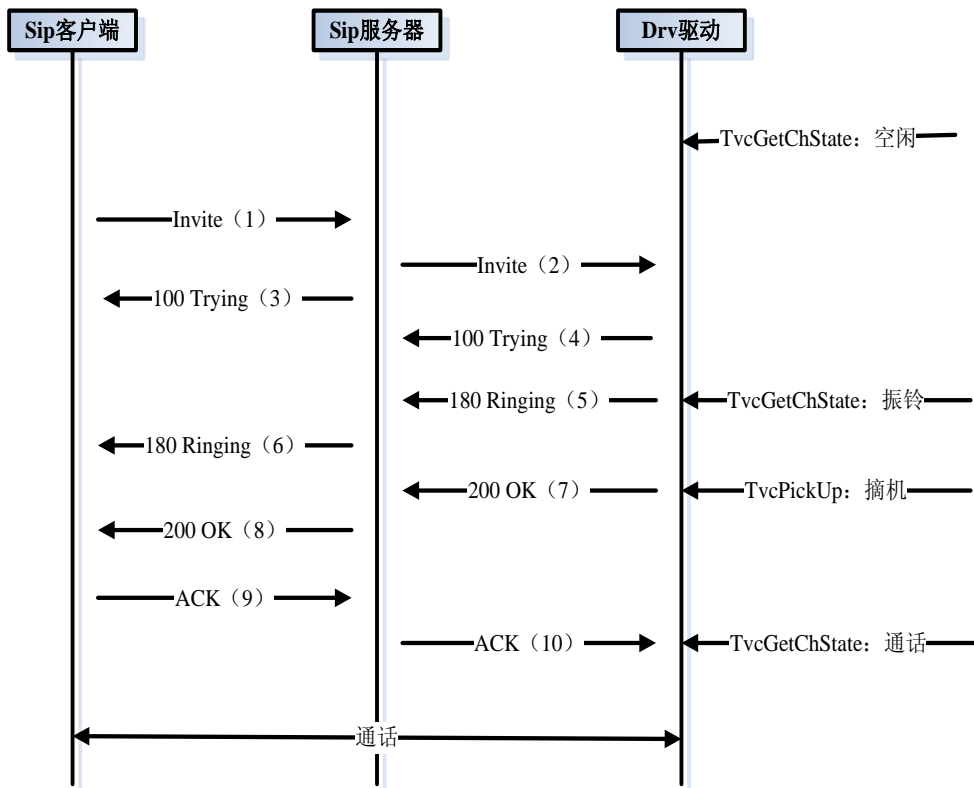 Sip客户端
Sip服务器
Drv驱动
TvcGetChState：空闲
Invite（1）
Invite（2）
100 Trying（3）
100 Trying（4）
180 Ringing（5）
TvcGetChState：振铃
180 Ringing（6）
200 OK（7）
TvcPickUp：摘机
200 OK（8）
ACK（9）
ACK（10）
TvcGetChState：通话
通话